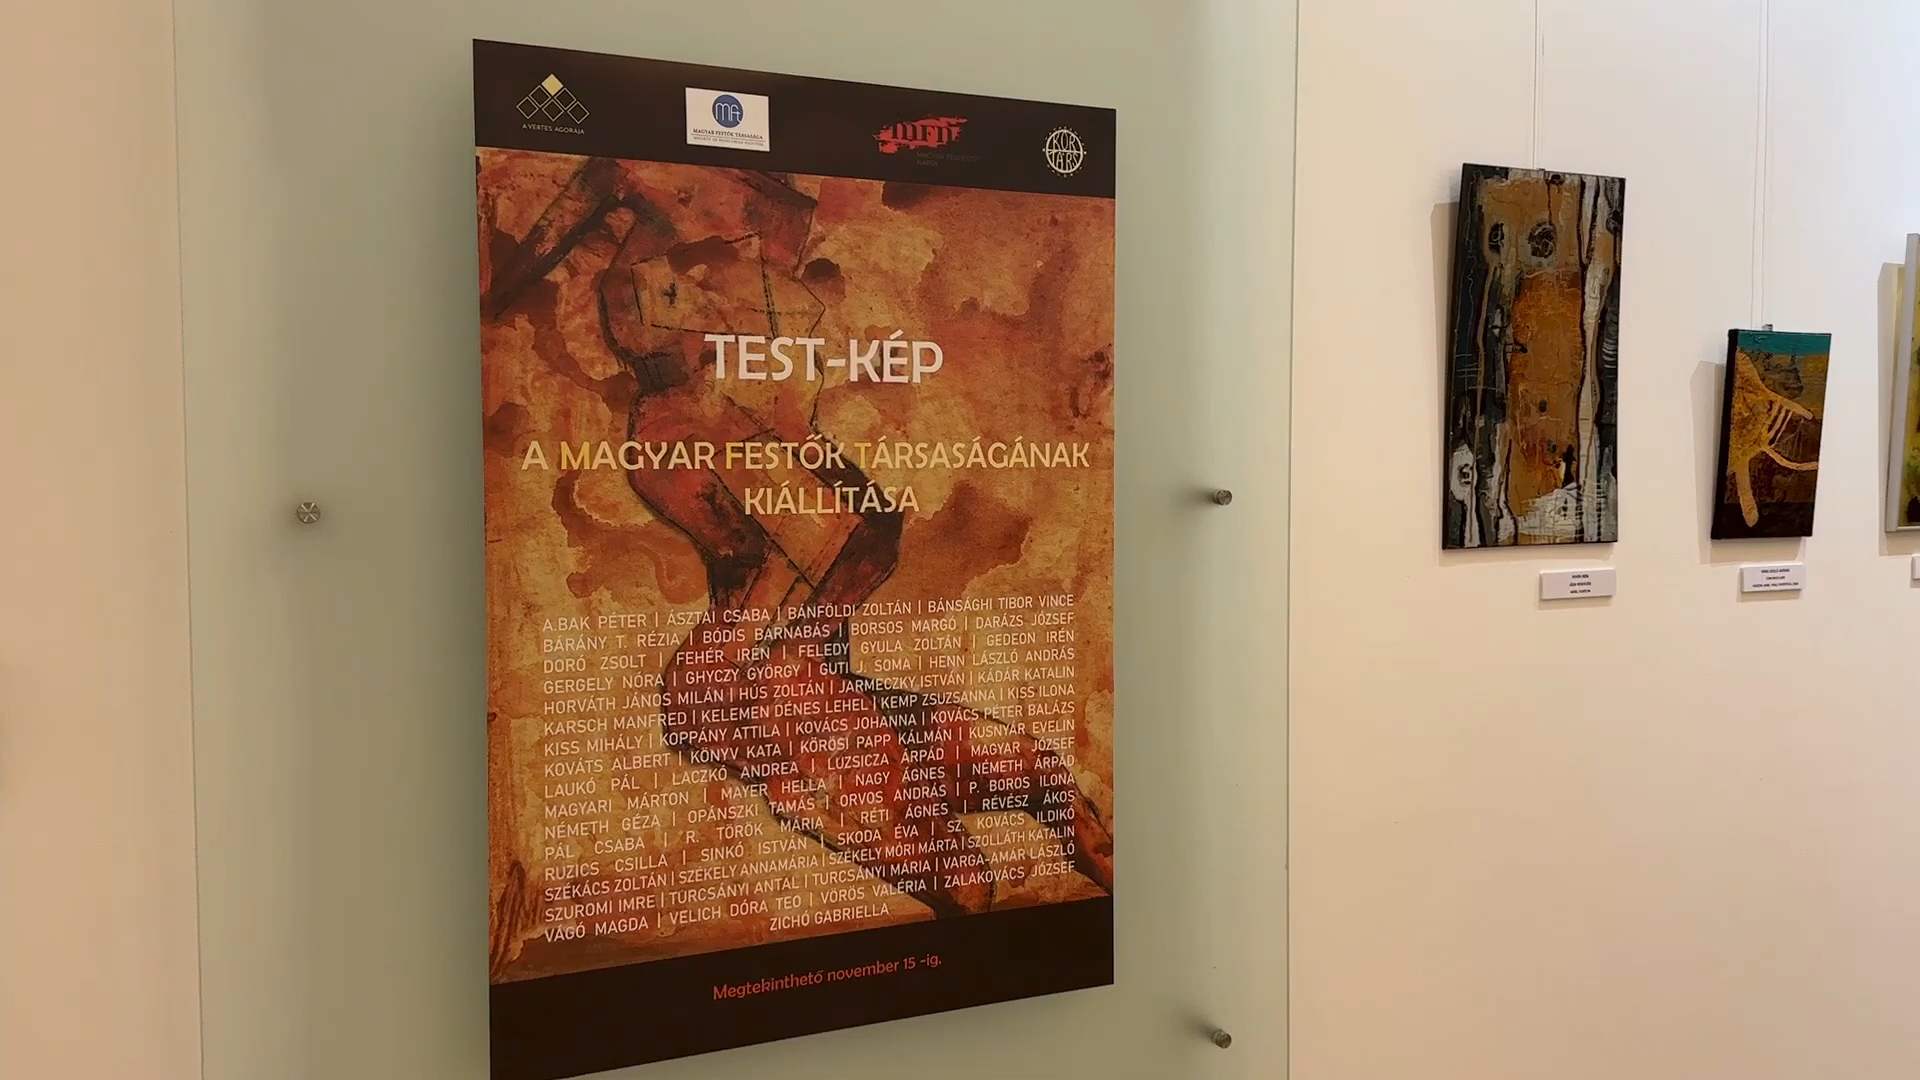 A VÉRTES AGORÁJA
MFT
MAGYAR FESTŐK TÁRSASÁGA
KORTÁRS
TEST-KÉP
A MAGYAR FESTŐK TÁRSASÁGÁNAK
KIÁLLÍTÁSA
A.BAK PÉTER | ÁSZTAI CSABA | BÁNFÖLDI ZOLTÁN | BÁNSÁGHI TIBOR VINCE
BÁRÁNY T. RÉZIA | BÓDIS BARNABÁS | BORSOS MARGÓ | DARÁZS JÓZSEF
DORÓ ZSOLT | FEHÉR IRÉN | FELEDY GYULA ZOLTÁN | GEDEON IRÉN
GERGELY NÓRA | GHYCZY GYÖRGY | GUTI J. SOMA | HENN LÁSZLÓ ANDRÁS
HORVÁTH JÁNOS MILÁN | HÚS ZOLTÁN | JARMECZKY ISTVÁN | KÁDÁR KATALIN
KARSCH MANFRED | KELEMEN DÉNES LEHEL | KEMP ZSUZSANNA | KISS ILONA
KISS MIHÁLY | KOPPÁNY ATTILA | KOVÁCS JOHANNA | KOVÁCS PÉTER BALÁZS
KOVÁTS ALBERT | KÖNYV KATA | KŐRÖSI PAPP KÁLMÁN | KUSNYÁR EVELIN
LAUKÓ PÁL | LACZKÓ ANDREA | LUZSICZA ÁRPÁD | MAGYAR JÓZSEF
MAGYARI MÁRTON | MAYER HELLA | NAGY ÁGNES | NÉMETH ÁRPÁD
NÉMETH GÉZA | OPÁNSZKI TAMÁS | ORVOS ANDRÁS | P. BOROS ILONA
PÁL CSABA | R. TÖRÖK MÁRIA | RÉTI ÁGNES | RÉVÉSZ ÁKOS
RUZICS CSILLA | SINKÓ ISTVÁN | SKODA ÉVA | SZ. KOVÁCS ILDIKÓ
SZÉKÁCS ZOLTÁN | SZÉKELY ANNAMÁRIA | SZÉKELY MÓRI MÁRTA | SZOLLÁTH KATALIN
SZUROMI IMRE | TURCSÁNYI ANTAL | TURCSÁNYI MÁRIA | VARGA-AMÁR LÁSZLÓ
VÁGÓ MAGDA | VELICH DÓRA TEO | VÖRÖS VALÉRIA | ZALAKOVÁCS JÓZSEF
ZICHÓ GABRIELLA
Megtekinthető november 15 -ig.